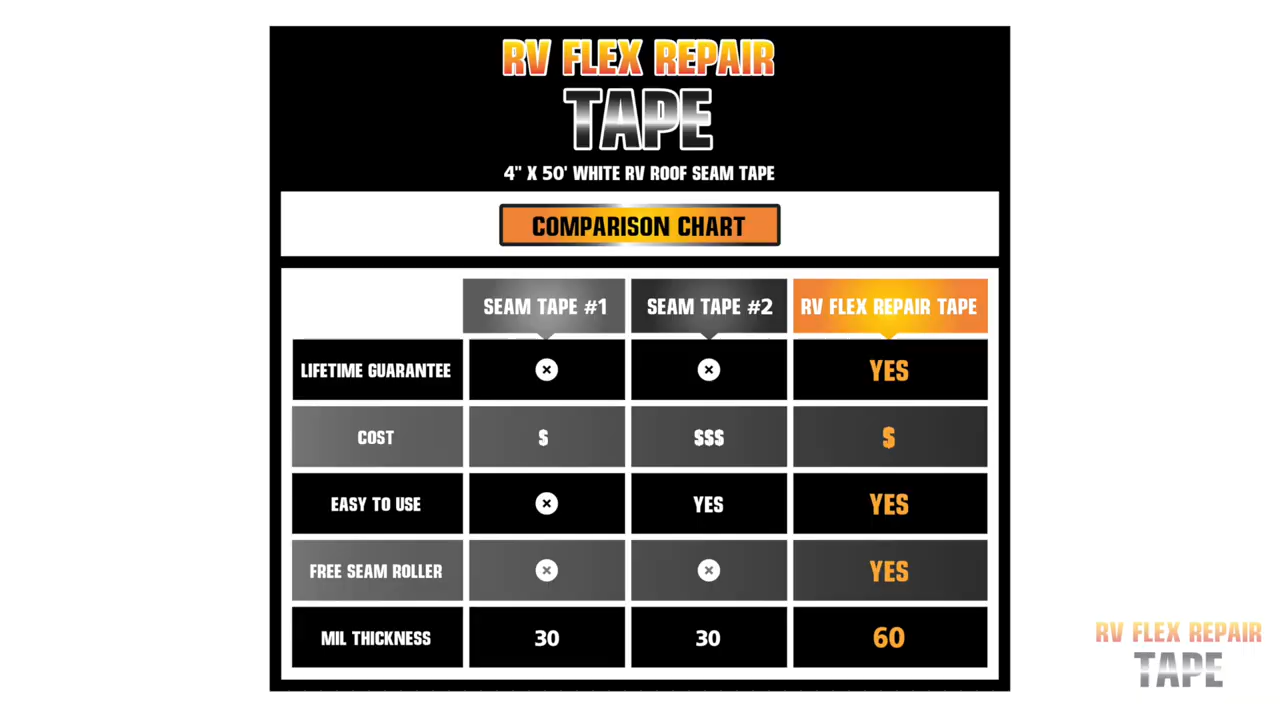 RV FLEX REPAIR
TAPE
4" X 50' WHITE RV ROOF SEAM TAPE
COMPARISON CHART
SEAM TAPE #1 SEAM TAPE #2 RV FLEX REPAIR TAPE
LIFETIME GUARANTEE × × YES
COST $ $$$ $
EASY TO USE × YES YES
FREE SEAM ROLLER × × YES
MIL THICKNESS 30 30 60
RV FLEX REPAIR
TAPE